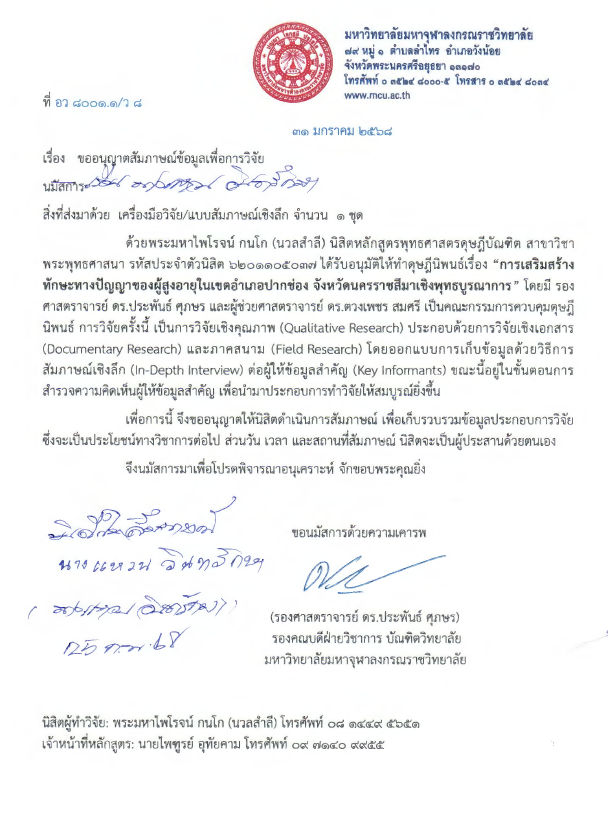 มหาวิทยาลัยมหาจุฬาลงกรณราชวิทยาลัย
๗๙ หมู่ ๑ ตำบลลำไทร อำเภอวังน้อย
จังหวัดพระนครศรีอยุธยา ๑๓๑๗๐
โทรศัพท์ ๐ ๓๕๒๔ ๘๐๐๐-๕ โทรสาร ๐ ๓๕๒๔ ๘๐๓๔
www.mcu.ac.th
ที่ อว ๘๐๐๑.๑/ว ๘
๓๑ มกราคม ๒๕๖๘
เรื่อง ขออนุญาตสัมภาษณ์ข้อมูลเพื่อการวิจัย
นมัสการ
สิ่งที่ส่งมาด้วย เครื่องมือวิจัย/แบบสัมภาษณ์เชิงลึก จำนวน ๑ ชุด
ด้วยพระมหาไพโรจน์ กนโก (นวลสำลี) นิสิตหลักสูตรพุทธศาสตรดุษฎีบัณฑิต สาขาวิชา
พระพุทธศาสนา รหัสประจำตัวนิสิต ๖๒๐๑๑๐๕๐๓๗ ได้รับอนุมัติให้ทำดุษฎีนิพนธ์เรื่อง "การเสริมสร้าง
ทักษะทางปัญญาของผู้สูงอายุในเขตอำเภอปากช่อง จังหวัดนครราชสีมาเชิงพุทธบูรณาการ" โดยมี รอง
ศาสตราจารย์ ดร.ประพันธ์ ศุภษร และผู้ช่วยศาสตราจารย์ ดร.ดวงเพชร สมศรี เป็นคณะกรรมการควบคุมดุษฎี
นิพนธ์ การวิจัยครั้งนี้ เป็นการวิจัยเชิงคุณภาพ (Qualitative Research) ประกอบด้วยการวิจัยเชิงเอกสาร
(Documentary Research) และภาคสนาม (Field Research) โดยออกแบบการเก็บข้อมูลด้วยวิธีการ
สัมภาษณ์เชิงลึก (In-Depth Interview) ต่อผู้ให้ข้อมูลสำคัญ (Key Informants) ขณะนี้อยู่ในขั้นตอนการ
สำรวจความคิดเห็นผู้ให้ข้อมูลสำคัญ เพื่อนำมาประกอบการทำวิจัยให้สมบูรณ์ยิ่งขึ้น
เพื่อการนี้ จึงขออนุญาตให้นิสิตดำเนินการสัมภาษณ์ เพื่อเก็บรวบรวมข้อมูลประกอบการวิจัย
ซึ่งจะเป็นประโยชน์ทางวิชาการต่อไป ส่วนวัน เวลา และสถานที่สัมภาษณ์ นิสิตจะเป็นผู้ประสานด้วยตนเอง
จึงนมัสการมาเพื่อโปรดพิจารณาอนุเคราะห์ จักขอบพระคุณยิ่ง
ขอนมัสการด้วยความเคารพ
(รองศาสตราจารย์ ดร.ประพันธ์ ศุภษร)
รองคณบดีฝ่ายวิชาการ บัณฑิตวิทยาลัย
มหาวิทยาลัยมหาจุฬาลงกรณราชวิทยาลัย
นิสิตผู้ทำวิจัย: พระมหาไพโรจน์ กนโก (นวลสำลี) โทรศัพท์ ๐๘ ๑๔๔๙ ๕๖๕๑
เจ้าหน้าที่หลักสูตร: นายไพฑูรย์ อุทัยคาม โทรศัพท์ ๐๙ ๗๑๔๐ ๙๙๕๕